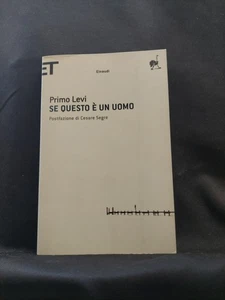 ET
Einaudi
Primo Levi
SE QUESTO È UN UOMO
Postfazione di Cesare Segre